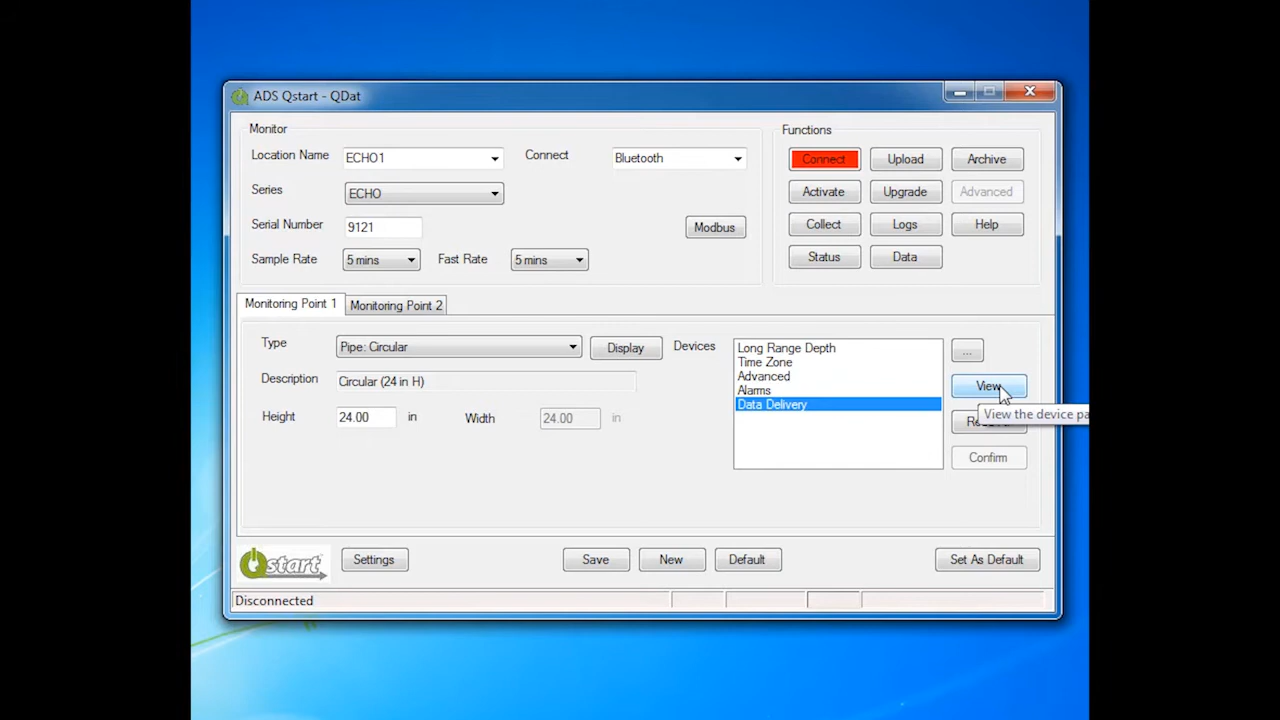 ADS Qstart - QDat
Monitor
Location Name ECHO1 Connect Bluetooth
Series ECHO
Serial Number 9121 Modbus
Sample Rate 5 mins Fast Rate 5 mins
Functions
Connect Upload Archive
Activate Upgrade Advanced
Collect Logs Help
Status Data
Monitoring Point 1 Monitoring Point 2
Type Pipe: Circular Display
Description Circular (24 in H)
Height 24.00 in Width 24.00 in
Devices
Long Range Depth
Time Zone
Advanced
Alarms
Data Delivery
...
View
View the device pa
Confirm
Qstart Settings Save New Default Set As Default
Disconnected